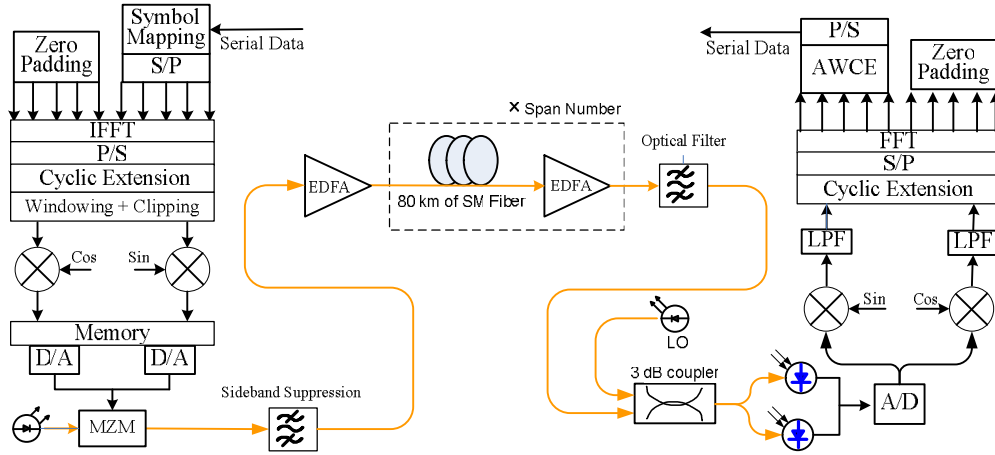 Zero
Padding
Symbol
Mapping
S/P
Serial Data
IFFT
P/S
Cyclic Extension
Windowing + Clipping
Cos
Sin
Memory
D/A
D/A
MZM
Sideband Suppression
EDFA
× Span Number
80 km of SM Fiber
EDFA
Optical Filter
LO
3 dB coupler
A/D
Serial Data
P/S
AWCE
Zero
Padding
FFT
S/P
Cyclic Extension
LPF
LPF
Sin
Cos